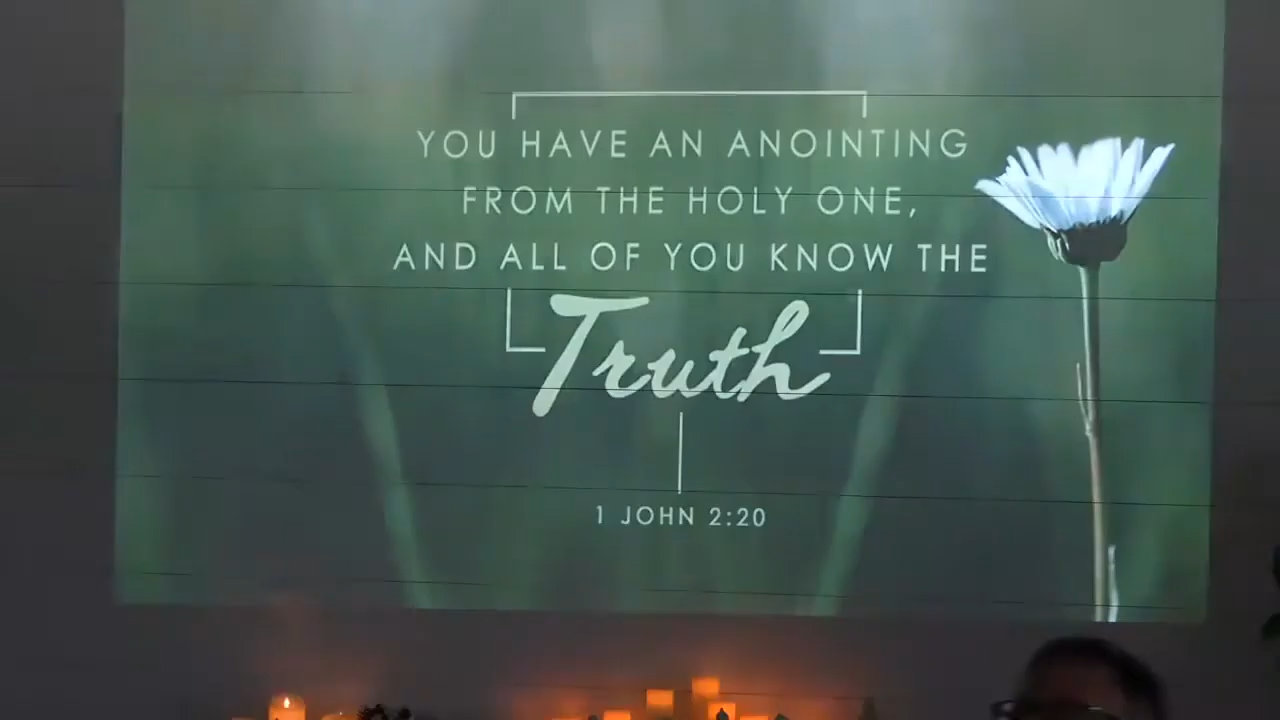 YOU HAVE AN ANOINTING
FROM THE HOLY ONE,
AND ALL OF YOU KNOW THE
Truth
1 JOHN 2:20